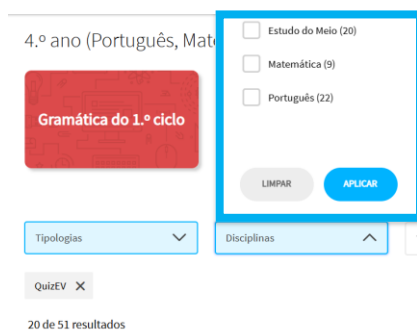 4.º ano (Português, Mat
Estudo do Meio (20)
Matemática (9)
Português (22)
Gramática do 1.º ciclo
LIMPAR
APLICAR
Tipologias
Disciplinas
QuizEV X
20 de 51 resultados